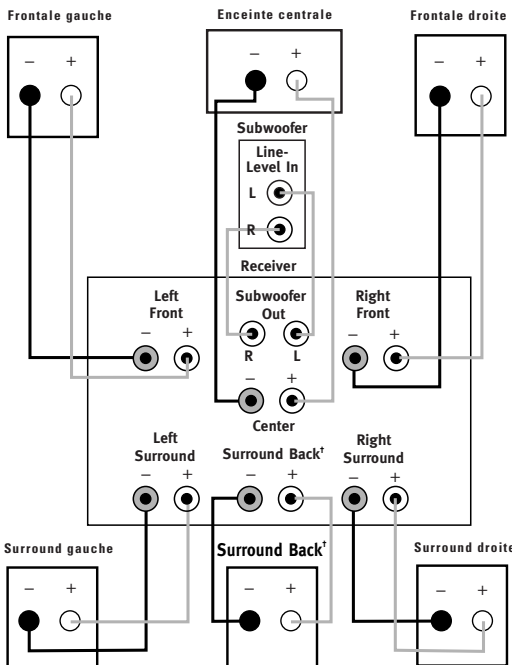 Frontale gauche
Enceinte centrale
Frontale droite
– +
– +
– +
Subwoofer
Line-
Level In
L
R
Receiver
Left
Front
Subwoofer
Out
Right
Front
– +
R L
– +
– +
Center
Left
Surround
Surround Back†
Right
Surround
– +
– +
– +
Surround gauche
Surround Back†
Surround droite
– +
– +
– +